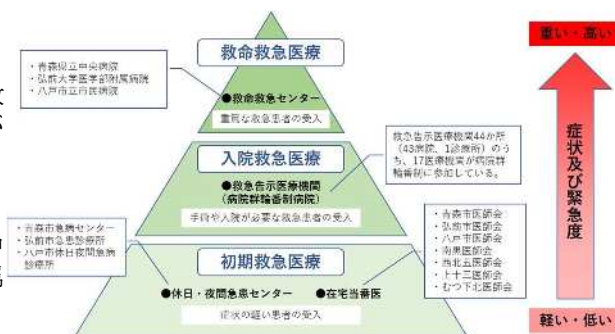 救命救急医療
・青森県立中央病院
・弘前大学医学部附属病院
・八戸市立市民病院
●救命救急センター
重篤な救急患者の受入
入院救急医療
●救急告示医療機関
(病院群輪番制病院)
手術や入院が必要な救急患者の受入
救急告示医療機関44か所
(43病院、1診療所)のう
ち、17医療機関が病院群
輪番制に参加している。
初期救急医療
・青森市急病センター
・弘前市急患診療所
・八戸市休日夜間急病
診療所
●休日・夜間急患センター ●在宅当番医
症状の軽い患者の受入
・青森市医師会
・弘前市医師会
・八戸市医師会
・南黒医師会
・西北五医師会
・上十三医師会
・むつ下北医師会
重い・高い
症状及び緊急度
軽い・低い